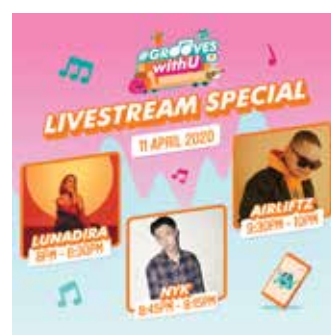 #GROOVES
withU
LIVESTREAM SPECIAL
11 APRIL 2020
LUNADIRA
8PM - 8:30PM
NYK
8:45PM - 9:15PM
AIRLIFTZ
9:30PM - 10PM